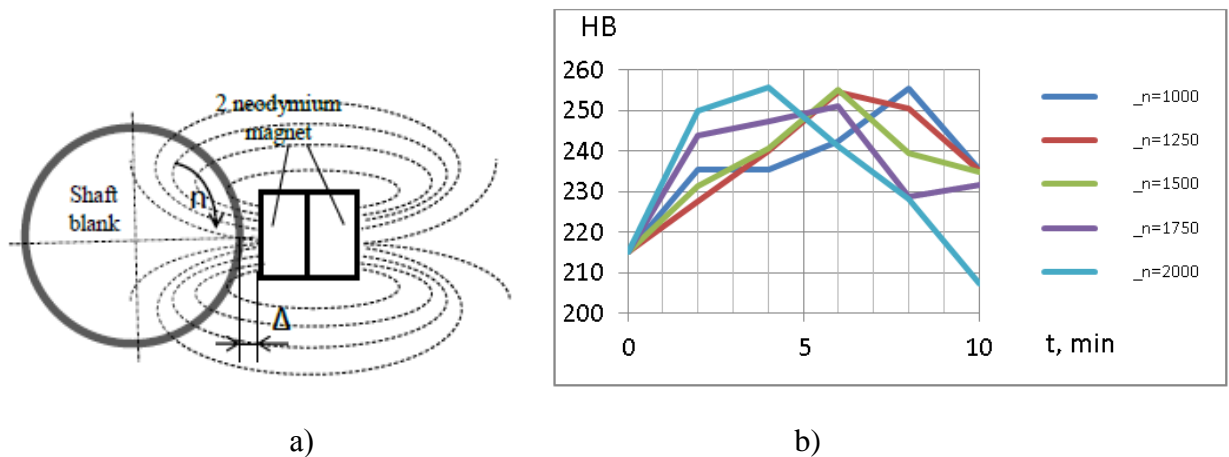 2 neodymium
magnet
Shaft
blank
n
Δ
a)
HB
260
250
240
230
220
210
200
0
5
10
t, min
_n=1000
_n=1250
_n=1500
_n=1750
_n=2000
b)